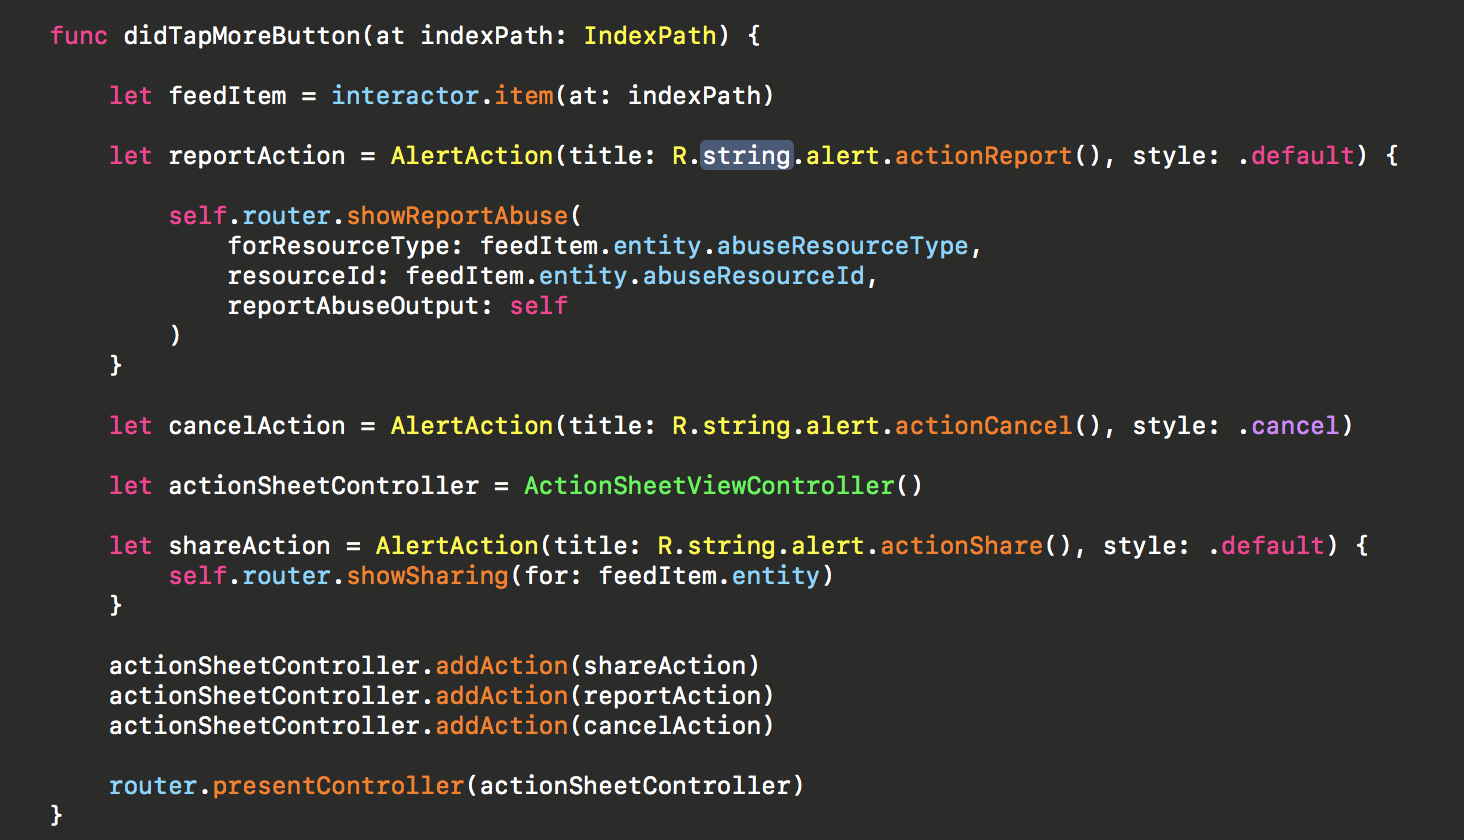 func didTapMoreButton(at indexPath: IndexPath) {
let feedItem = interactor.item(at: indexPath)
let reportAction = AlertAction(title: R.string.alert.actionReport(), style: .default) {
self.router.showReportAbuse(
forResourceType: feedItem.entity.abuseResourceType,
resourceId: feedItem.entity.abuseResourceId,
reportAbuseOutput: self
)
}
let cancelAction = AlertAction(title: R.string.alert.actionCancel(), style: .cancel)
let actionSheetController = ActionSheetViewController()
let shareAction = AlertAction(title: R.string.alert.actionShare(), style: .default) {
self.router.showSharing(for: feedItem.entity)
}
actionSheetController.addAction(shareAction)
actionSheetController.addAction(reportAction)
actionSheetController.addAction(cancelAction)
router.presentController(actionSheetController)
}